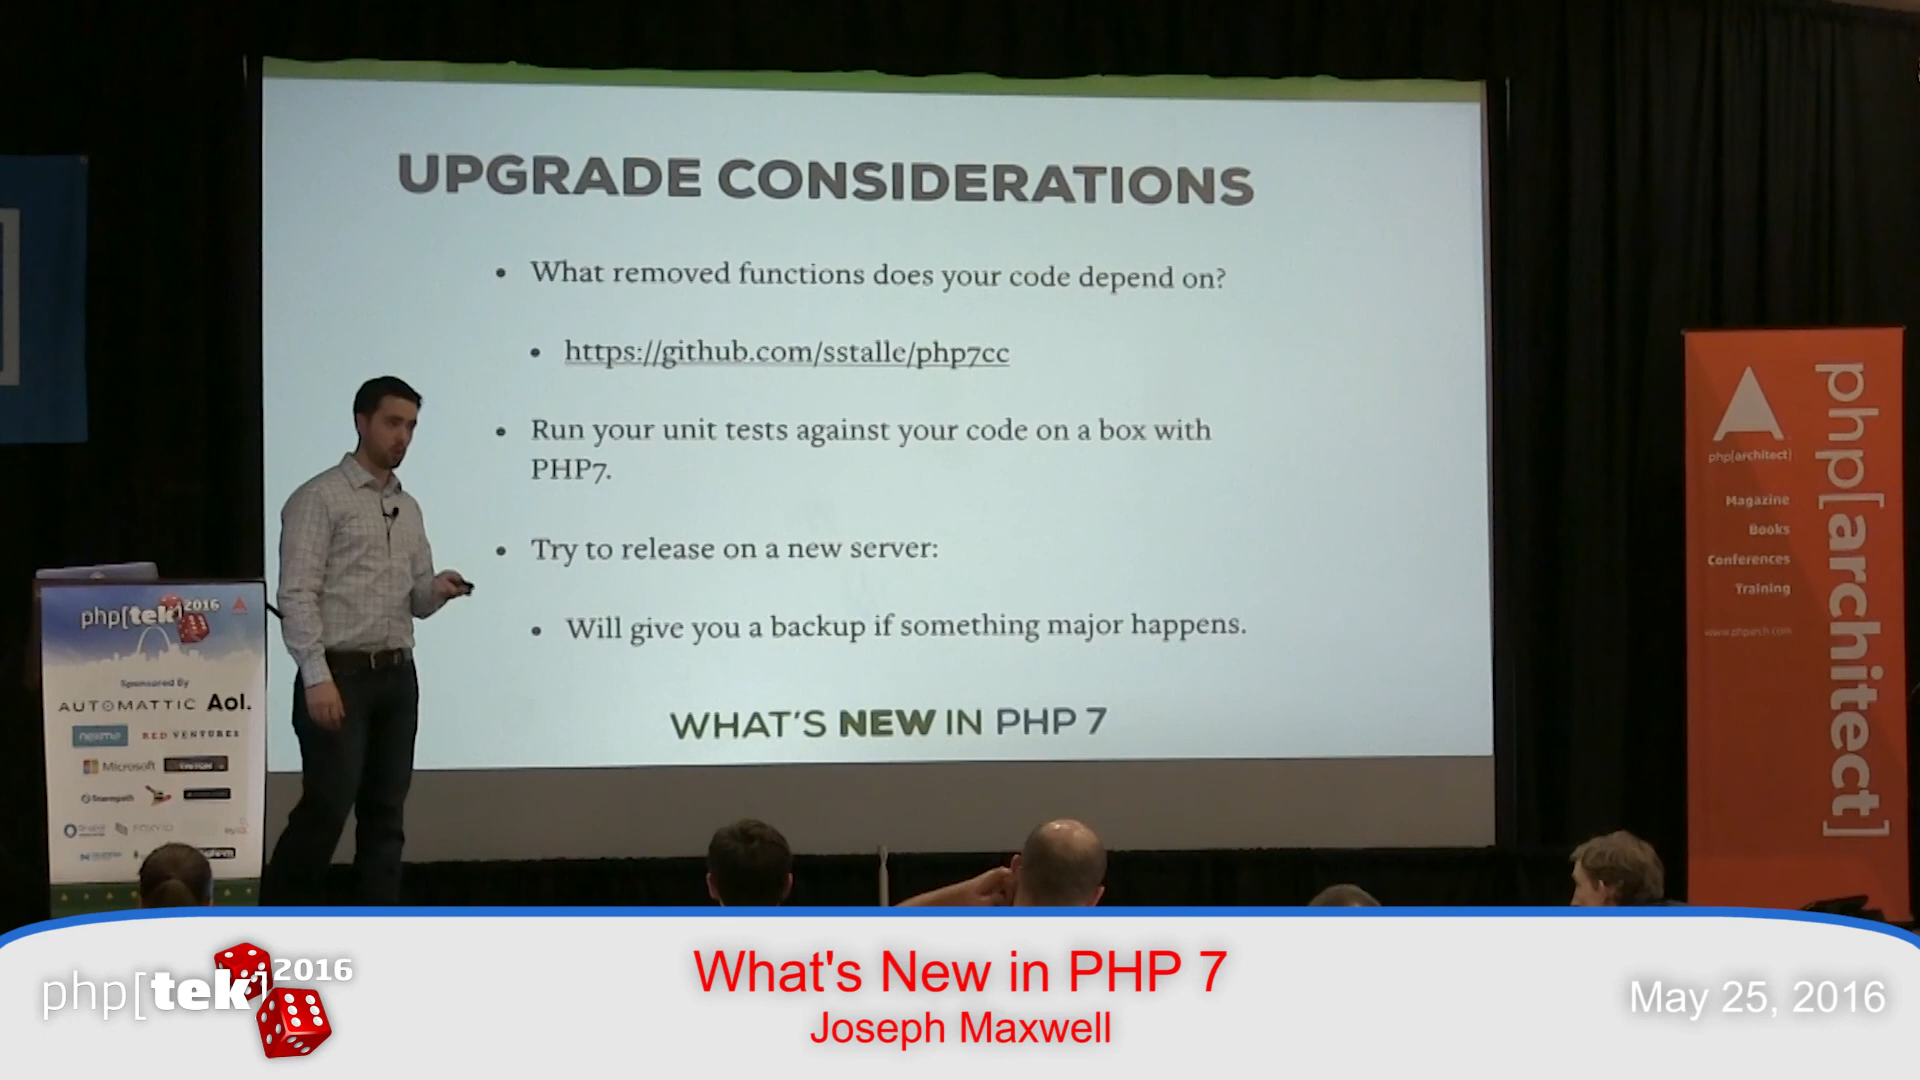 UPGRADE CONSIDERATIONS
• What removed functions does your code depend on?
• https://github.com/sstalle/php7cc
• Run your unit tests against your code on a box with
PHP7.
• Try to release on a new server:
• Will give you a backup if something major happens.
WHAT'S NEW IN PHP 7
php[tek] 2016
Sponsored By
AUTOMATTIC Aol.
nexmo RED VENTURES
Microsoft
php[architect]
Magazine
Books
Conferences
Training
www.phparch.com
php[architect]
php[tek] 2016
What's New in PHP 7
Joseph Maxwell
May 25, 2016